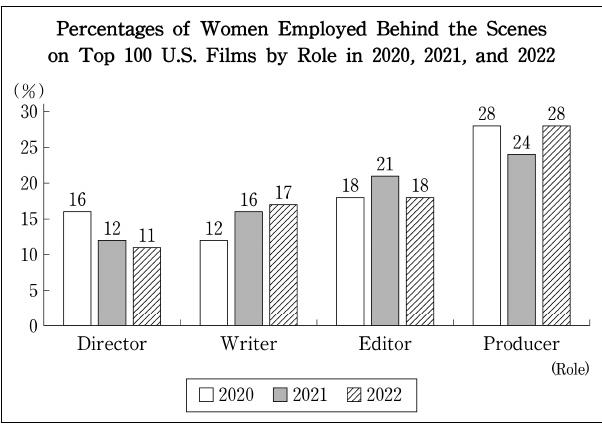 Percentages of Women Employed Behind the Scenes
on Top 100 U.S. Films by Role in 2020, 2021, and 2022
(%)
30
25
20
15
10
5
0
16 12 11
12 16 17
18 21 18
28 24 28
Director Writer Editor Producer
(Role)
2020 2021 2022